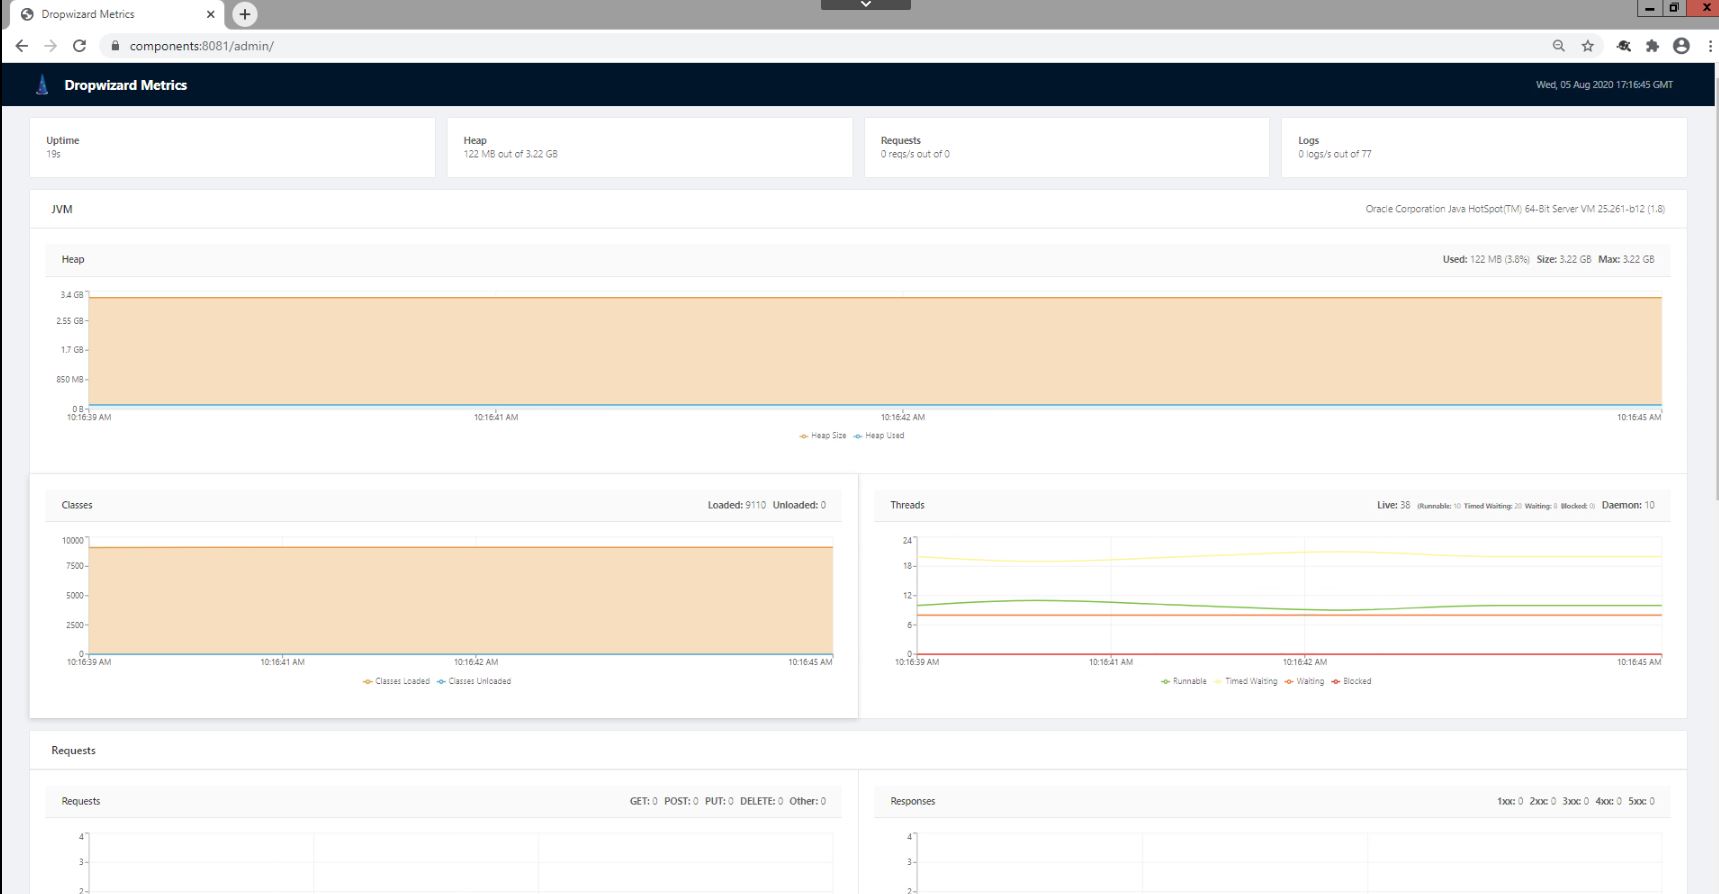 Dropwizard Metrics
components:8081/admin/
Dropwizard Metrics
Wed, 05 Aug 2020 17:16:45 GMT
Uptime
19s
Heap
122 MB out of 3.22 GB
Requests
0 reqs/s out of 0
Logs
0 logs/s out of 77
JVM
Oracle Corporation Java HotSpot(TM) 64-Bit Server VM 25.261-b12 (1.8)
Heap
Used: 122 MB (3.8%) Size: 3.22 GB Max: 3.22 GB
3.4 GB
2.55 GB
1.7 GB
850 MB
0 B
10:16:39 AM 10:16:41 AM 10:16:42 AM 10:16:45 AM
Heap Size Heap Used
Classes
Loaded: 9110 Unloaded: 0
10000
7500
5000
2500
0
10:16:39 AM 10:16:41 AM 10:16:42 AM 10:16:45 AM
Classes Loaded Classes Unloaded
Threads
Live: 38 (Runnable: 10 Timed Waiting: 20 Waiting: 8 Blocked: 0) Daemon: 10
24
18
12
6
0
10:16:39 AM 10:16:41 AM 10:16:42 AM 10:16:45 AM
Runnable Timed Waiting Waiting Blocked
Requests
Requests
GET: 0 POST: 0 PUT: 0 DELETE: 0 Other: 0
4
3
2
Responses
1xx: 0 2xx: 0 3xx: 0 4xx: 0 5xx: 0
4
3
2